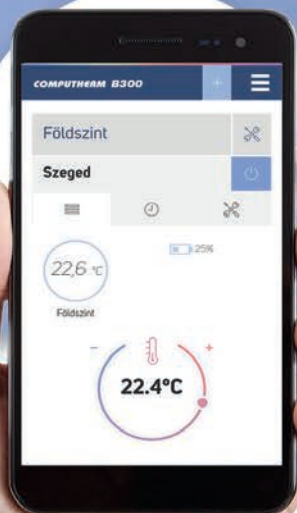 COMPUTHERM B300 +
Földszint
Szeged
22,6 °C
25%
Földszint
- +
22.4°C